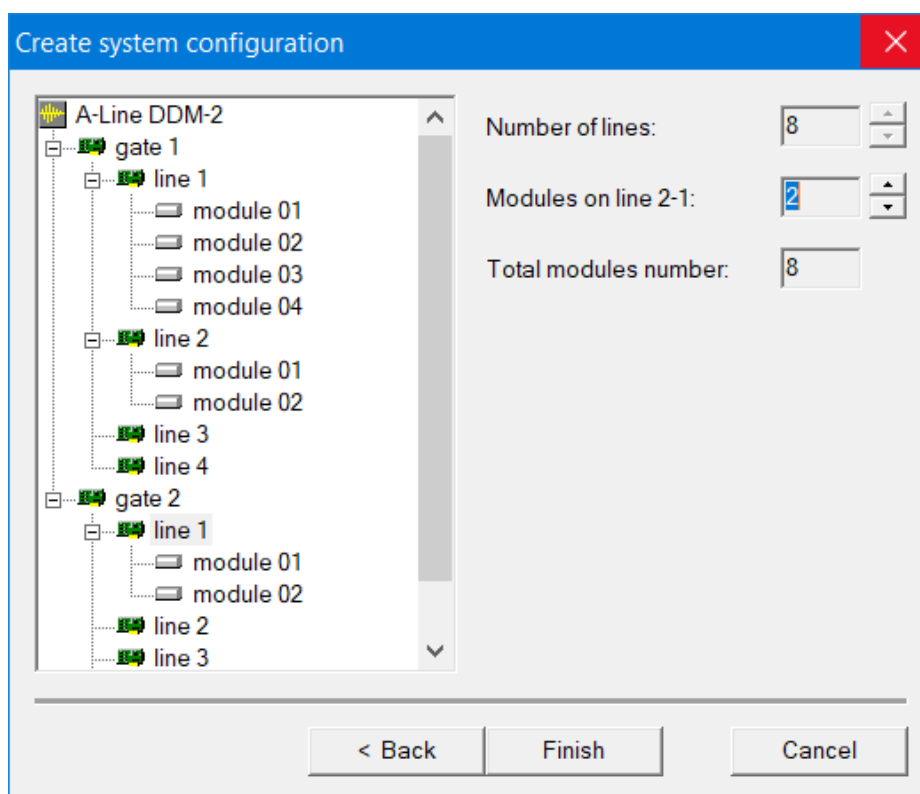 Create system configuration
A-Line DDM-2
gate 1
line 1
module 01
module 02
module 03
module 04
line 2
module 01
module 02
line 3
line 4
gate 2
line 1
module 01
module 02
line 2
line 3
Number of lines: 8
Modules on line 2-1: 2
Total modules number: 8
< Back
Finish
Cancel